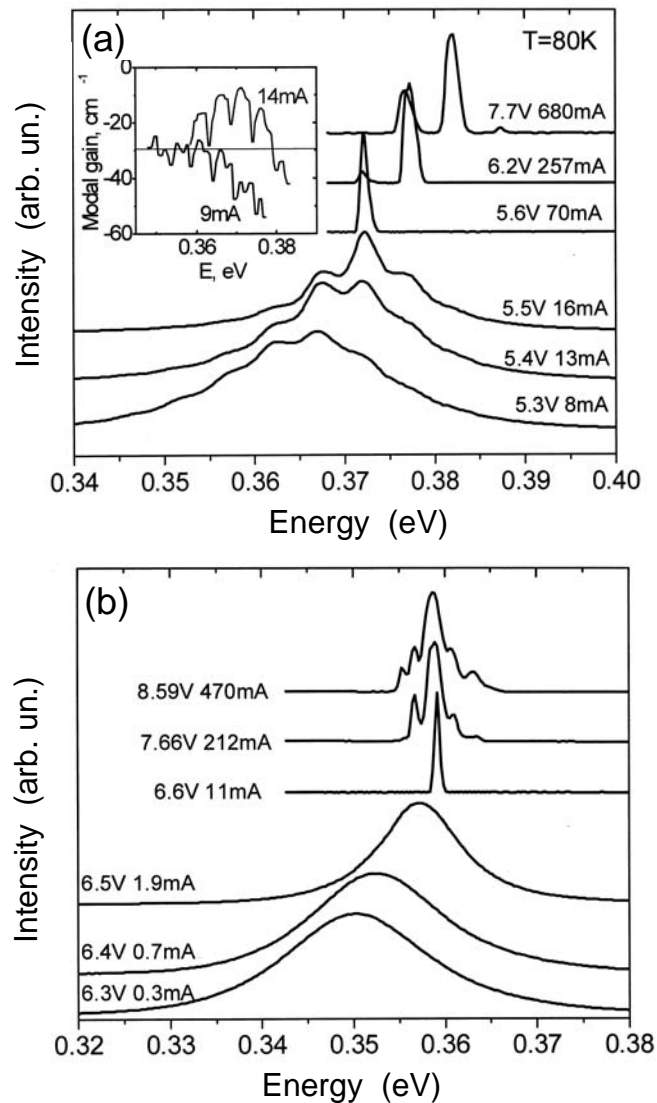 (a)
T=80K
0
-20
-40
-60
Modal gain, cm⁻¹
14mA
9mA
0.36 0.38
E, eV
7.7V 680mA
6.2V 257mA
5.6V 70mA
5.5V 16mA
5.4V 13mA
5.3V 8mA
Intensity (arb. un.)
0.34 0.35 0.36 0.37 0.38 0.39 0.40
Energy (eV)
(b)
8.59V 470mA
7.66V 212mA
6.6V 11mA
6.5V 1.9mA
6.4V 0.7mA
6.3V 0.3mA
Intensity (arb. un.)
0.32 0.33 0.34 0.35 0.36 0.37 0.38
Energy (eV)